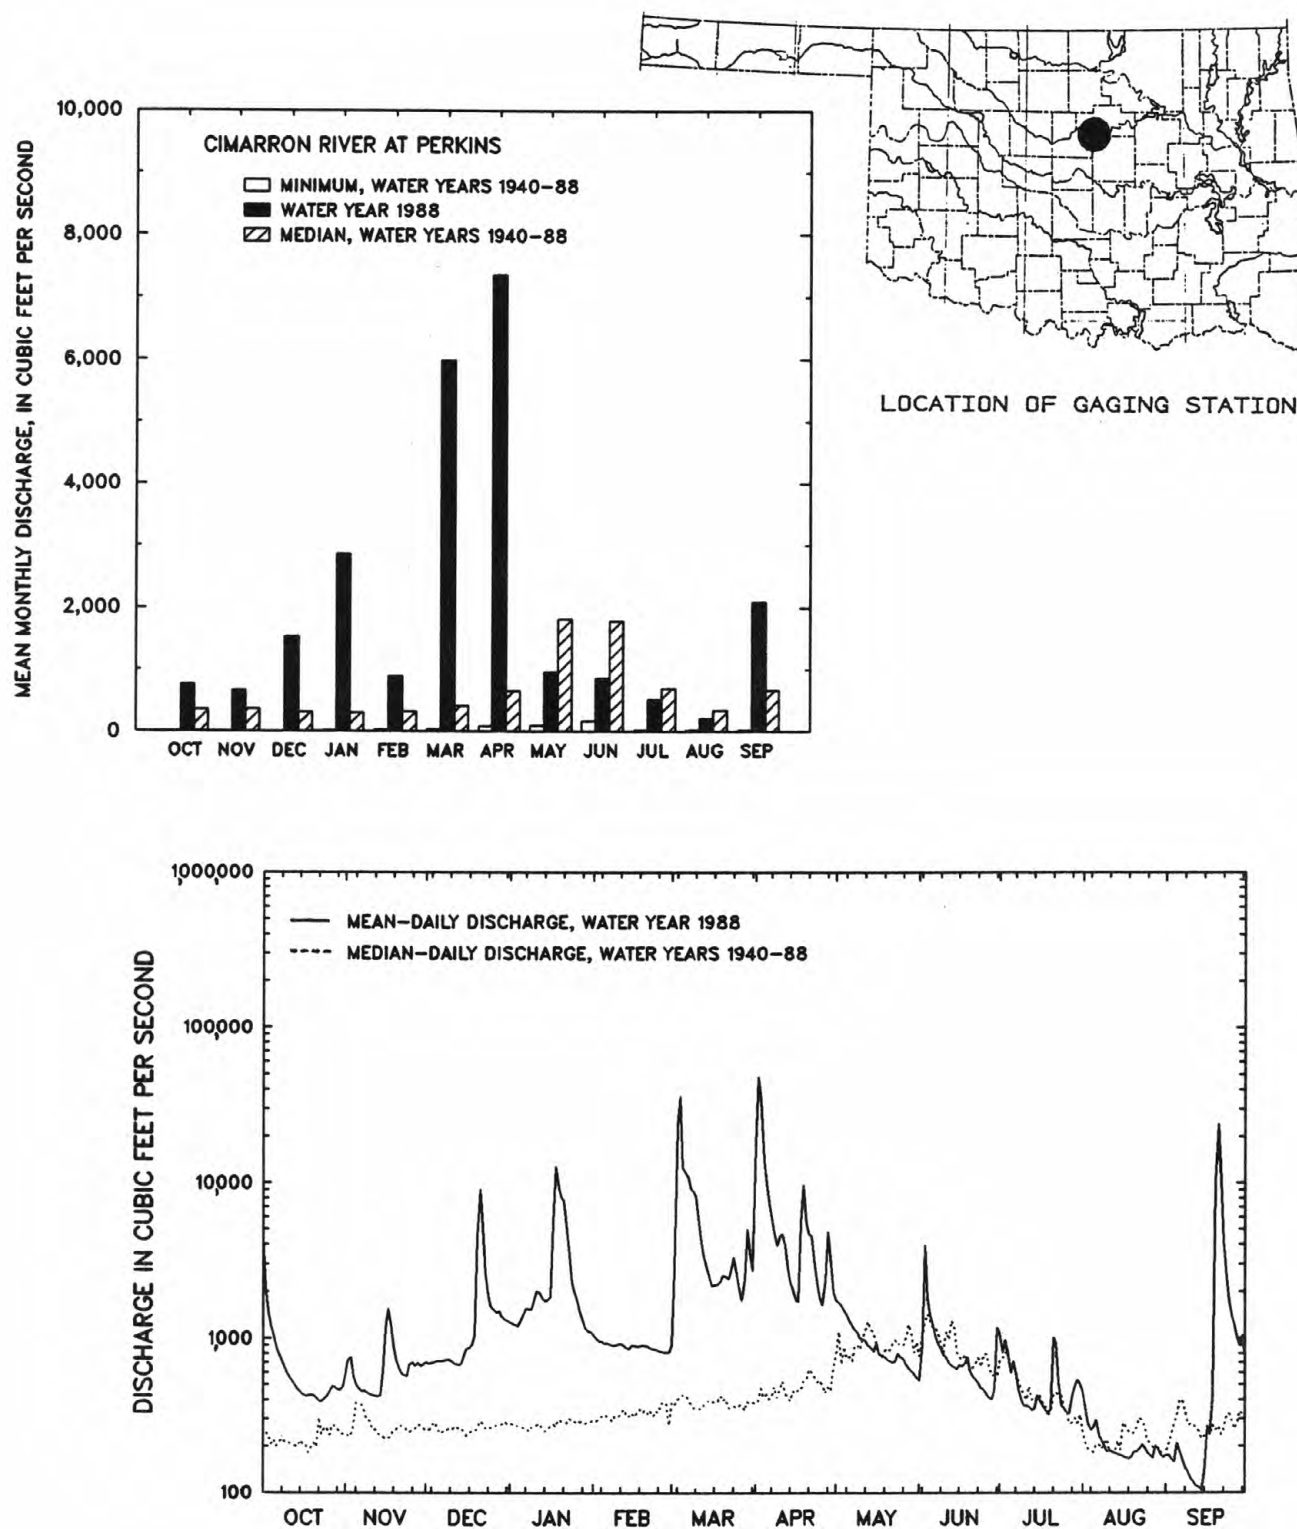 10,000
8,000
6,000
4,000
2,000
0
MEAN MONTHLY DISCHARGE, IN CUBIC FEET PER SECOND
CIMARRON RIVER AT PERKINS
MINIMUM, WATER YEARS 1940-88
WATER YEAR 1988
MEDIAN, WATER YEARS 1940-88
OCT NOV DEC JAN FEB MAR APR MAY JUN JUL AUG SEP
LOCATION OF GAGING STATION
1,000,000
100,000
10,000
1000
100
DISCHARGE IN CUBIC FEET PER SECOND
MEAN-DAILY DISCHARGE, WATER YEAR 1988
MEDIAN-DAILY DISCHARGE, WATER YEARS 1940-88
OCT NOV DEC JAN FEB MAR APR MAY JUN JUL AUG SEP